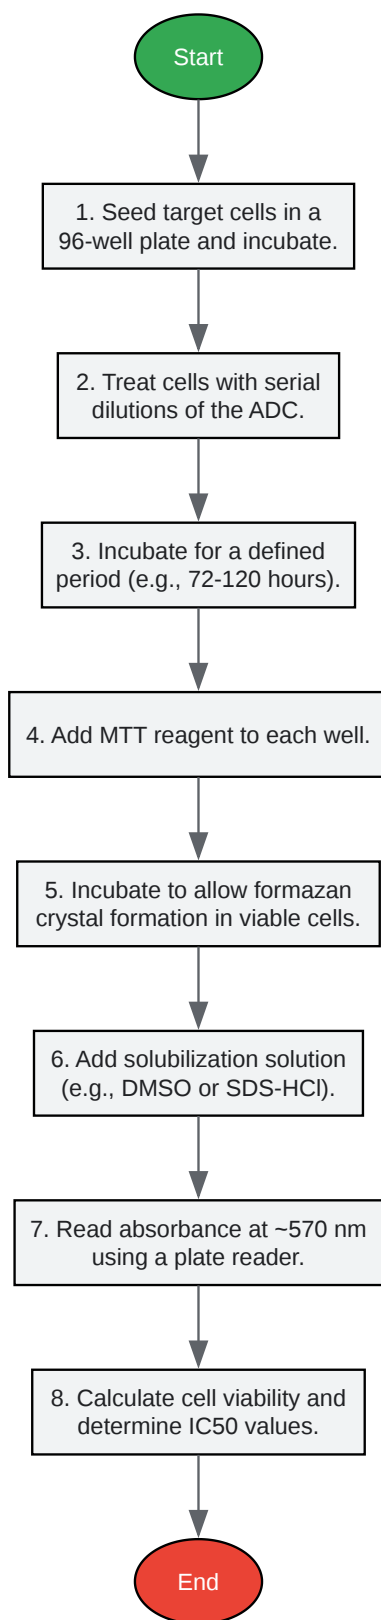 Start
1. Seed target cells in a
96-well plate and incubate.
2. Treat cells with serial
dilutions of the ADC.
3. Incubate for a defined
period (e.g., 72-120 hours).
4. Add MTT reagent to each well.
5. Incubate to allow formazan
crystal formation in viable cells.
6. Add solubilization solution
(e.g., DMSO or SDS-HCl).
7. Read absorbance at ~570 nm
using a plate reader.
8. Calculate cell viability and
determine IC50 values.
End